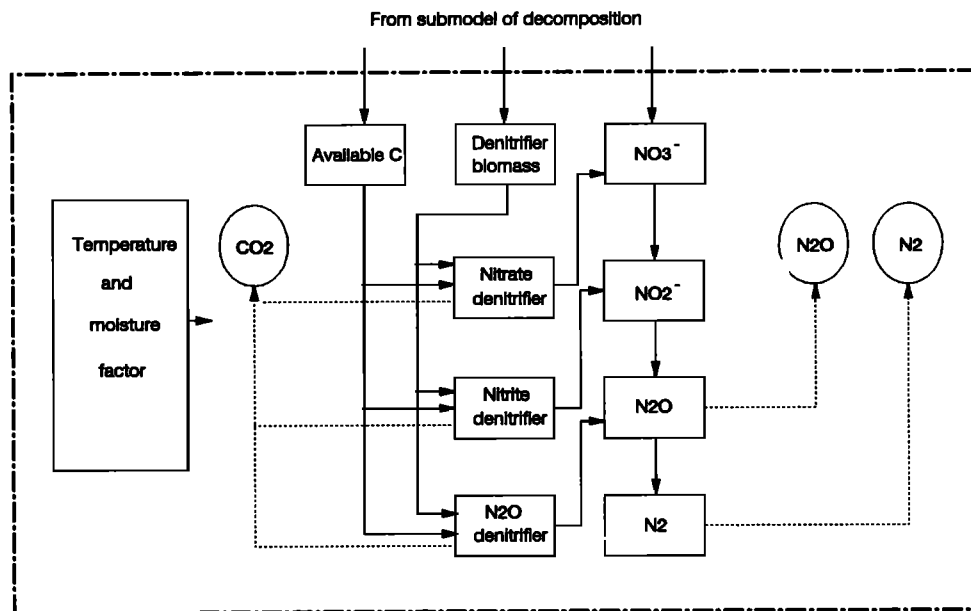 From submodel of decomposition
Available C
Denitrifier
biomass
NO3⁻
Temperature
and
moisture
factor
CO2
Nitrate
denitrifier
NO2⁻
N2O
N2
Nitrite
denitrifier
N2O
N2O
denitrifier
N2